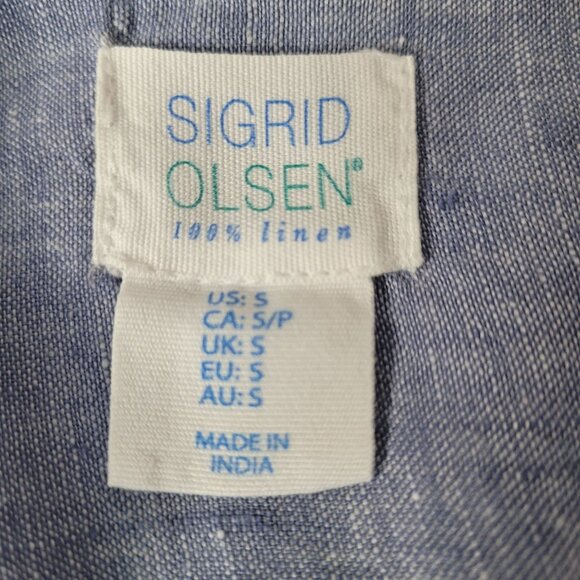 SIGRID
OLSEN®
100% linen
US: S
CA: S/P
UK: S
EU: S
AU: S
MADE IN
INDIA